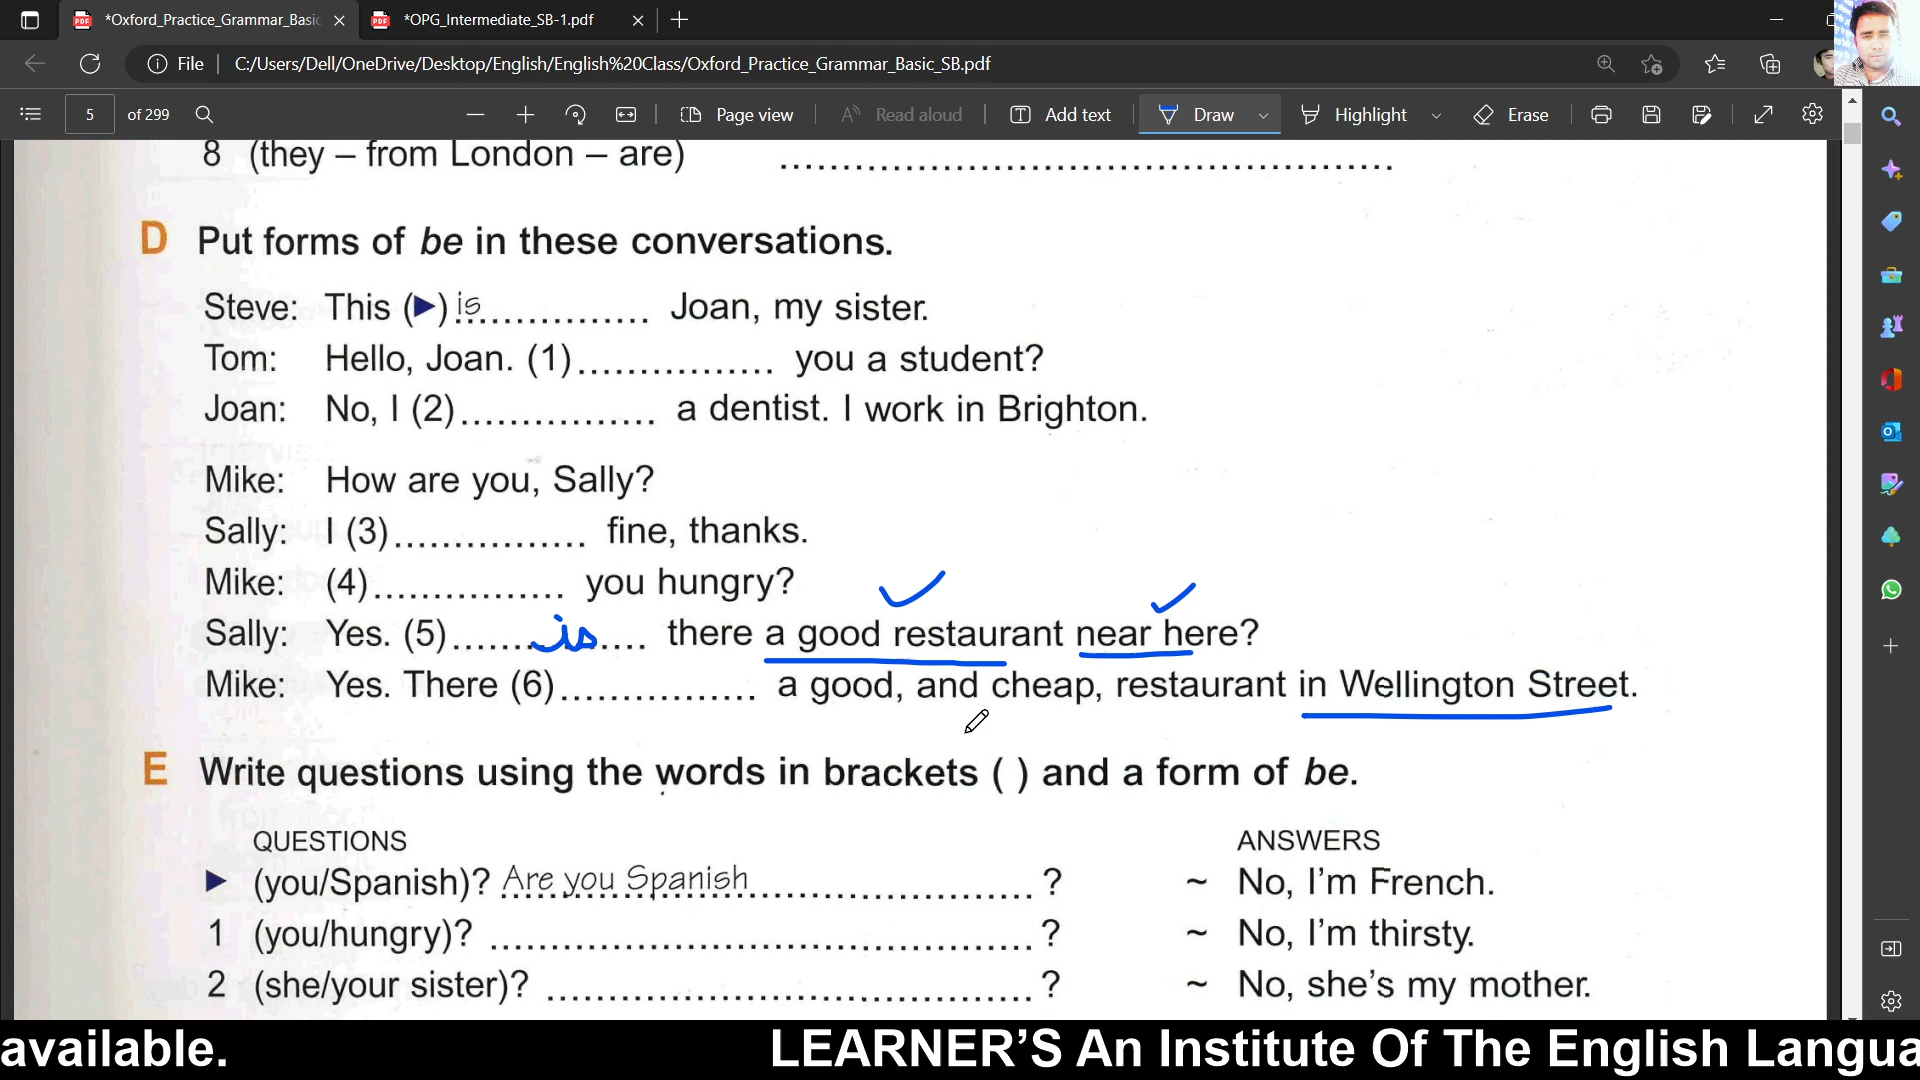 *Oxford_Practice_Grammar_Basic
*OPG_Intermediate_SB-1.pdf
File C:/Users/Dell/OneDrive/Desktop/English/English%20Class/Oxford_Practice_Grammar_Basic_SB.pdf
5 of 299 Page view Read aloud Add text Draw Highlight Erase
8 (they – from London – are) ........................................
D Put forms of be in these conversations.
Steve: This (►) is ............... Joan, my sister.
Tom: Hello, Joan. (1)................ you a student?
Joan: No, I (2)................ a dentist. I work in Brighton.
Mike: How are you, Sally?
Sally: I (3)................ fine, thanks.
Mike: (4)................ you hungry?
Sally: Yes. (5)...... is .... there a good restaurant near here?
Mike: Yes. There (6)................ a good, and cheap, restaurant in Wellington Street.
E Write questions using the words in brackets ( ) and a form of be.
QUESTIONS ANSWERS
► (you/Spanish)? Are you Spanish ..................? ~ No, I’m French.
1 (you/hungry)? ....................................? ~ No, I’m thirsty.
2 (she/your sister)? ................................? ~ No, she’s my mother.
available. LEARNER’S An Institute Of The English Langua